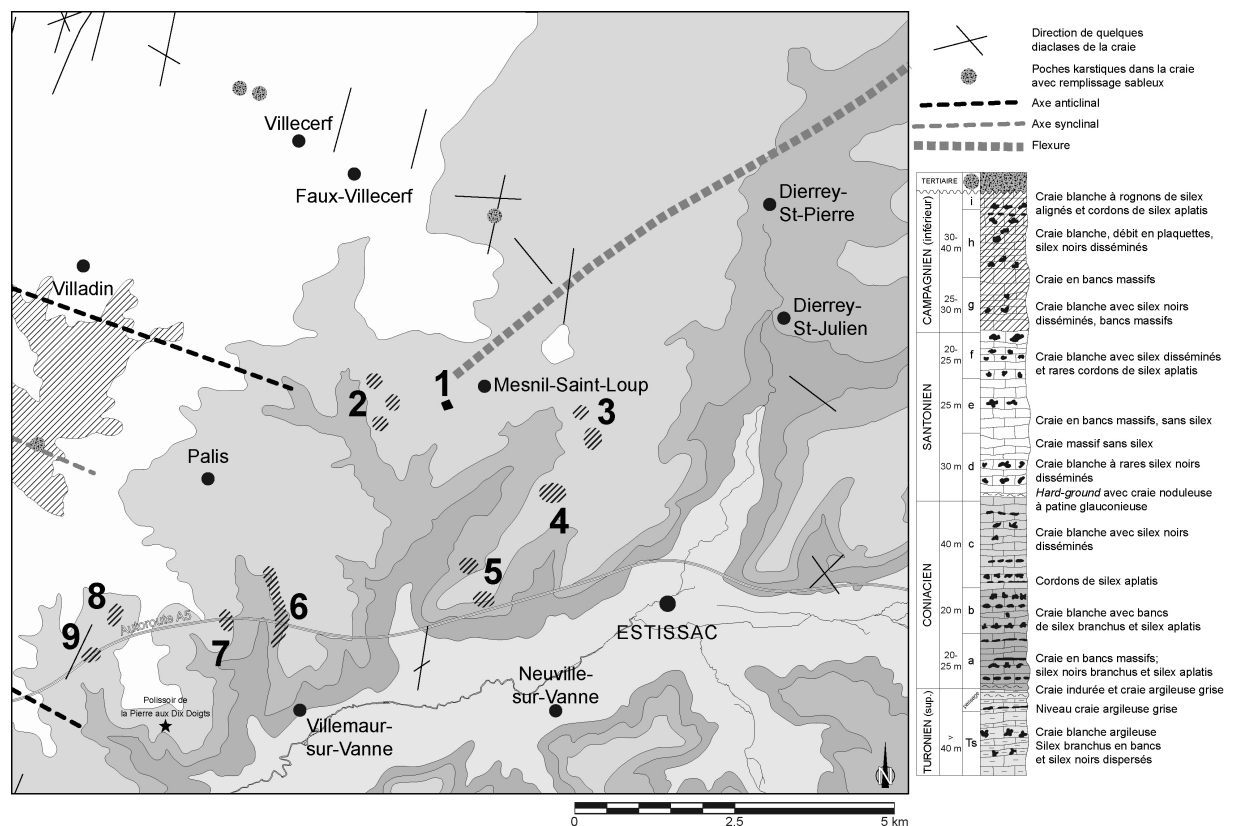 Villecerf
Faux-Villecerf
Villadin
Dierrey-
St-Pierre
Dierrey-
St-Julien
1
Mesnil-Saint-Loup
2
3
Palis
4
5
6
7
8
9
Autoroute A5
ESTISSAC
Polissoir de
la Pierre aux Dix Doigts
Neuville-
sur-Vanne
Villemaur-
sur-Vanne
N
0
2.5
5 km
Direction de quelques
diaclases de la craie
Poches karstiques dans la craie
avec remplissage sableux
Axe anticlinal
Axe synclinal
Flexure
TERTIAIRE
CAMPAGNIEN (inférieur)
i
Craie blanche à rognons de silex
alignés et cordons de silex aplatis
30-
40 m
h
Craie blanche, débit en plaquettes,
silex noirs disséminés
Craie en bancs massifs
25-
30 m
g
Craie blanche avec silex noirs
disséminés, bancs massifs
SANTONIEN
20-
25 m
f
Craie blanche avec silex disséminés
et rares cordons de silex aplatis
25 m
e
Craie en bancs massifs, sans silex
Craie massif sans silex
30 m
d
Craie blanche à rares silex noirs
disséminés
Hard-ground avec craie noduleuse
à patine glauconieuse
CONIACIEN
40 m
c
Craie blanche avec silex noirs
disséminés
Cordons de silex aplatis
20 m
b
Craie blanche avec bancs
de silex branchus et silex aplatis
20-
25 m
a
Craie en bancs massifs;
silex noirs branchus et silex aplatis
TURONIEN (sup.)
Craie indurée et craie argileuse grise
Niveau craie argileuse grise
>
40 m
Ts
Craie blanche argileuse
Silex branchus en bancs
et silex noirs dispersés